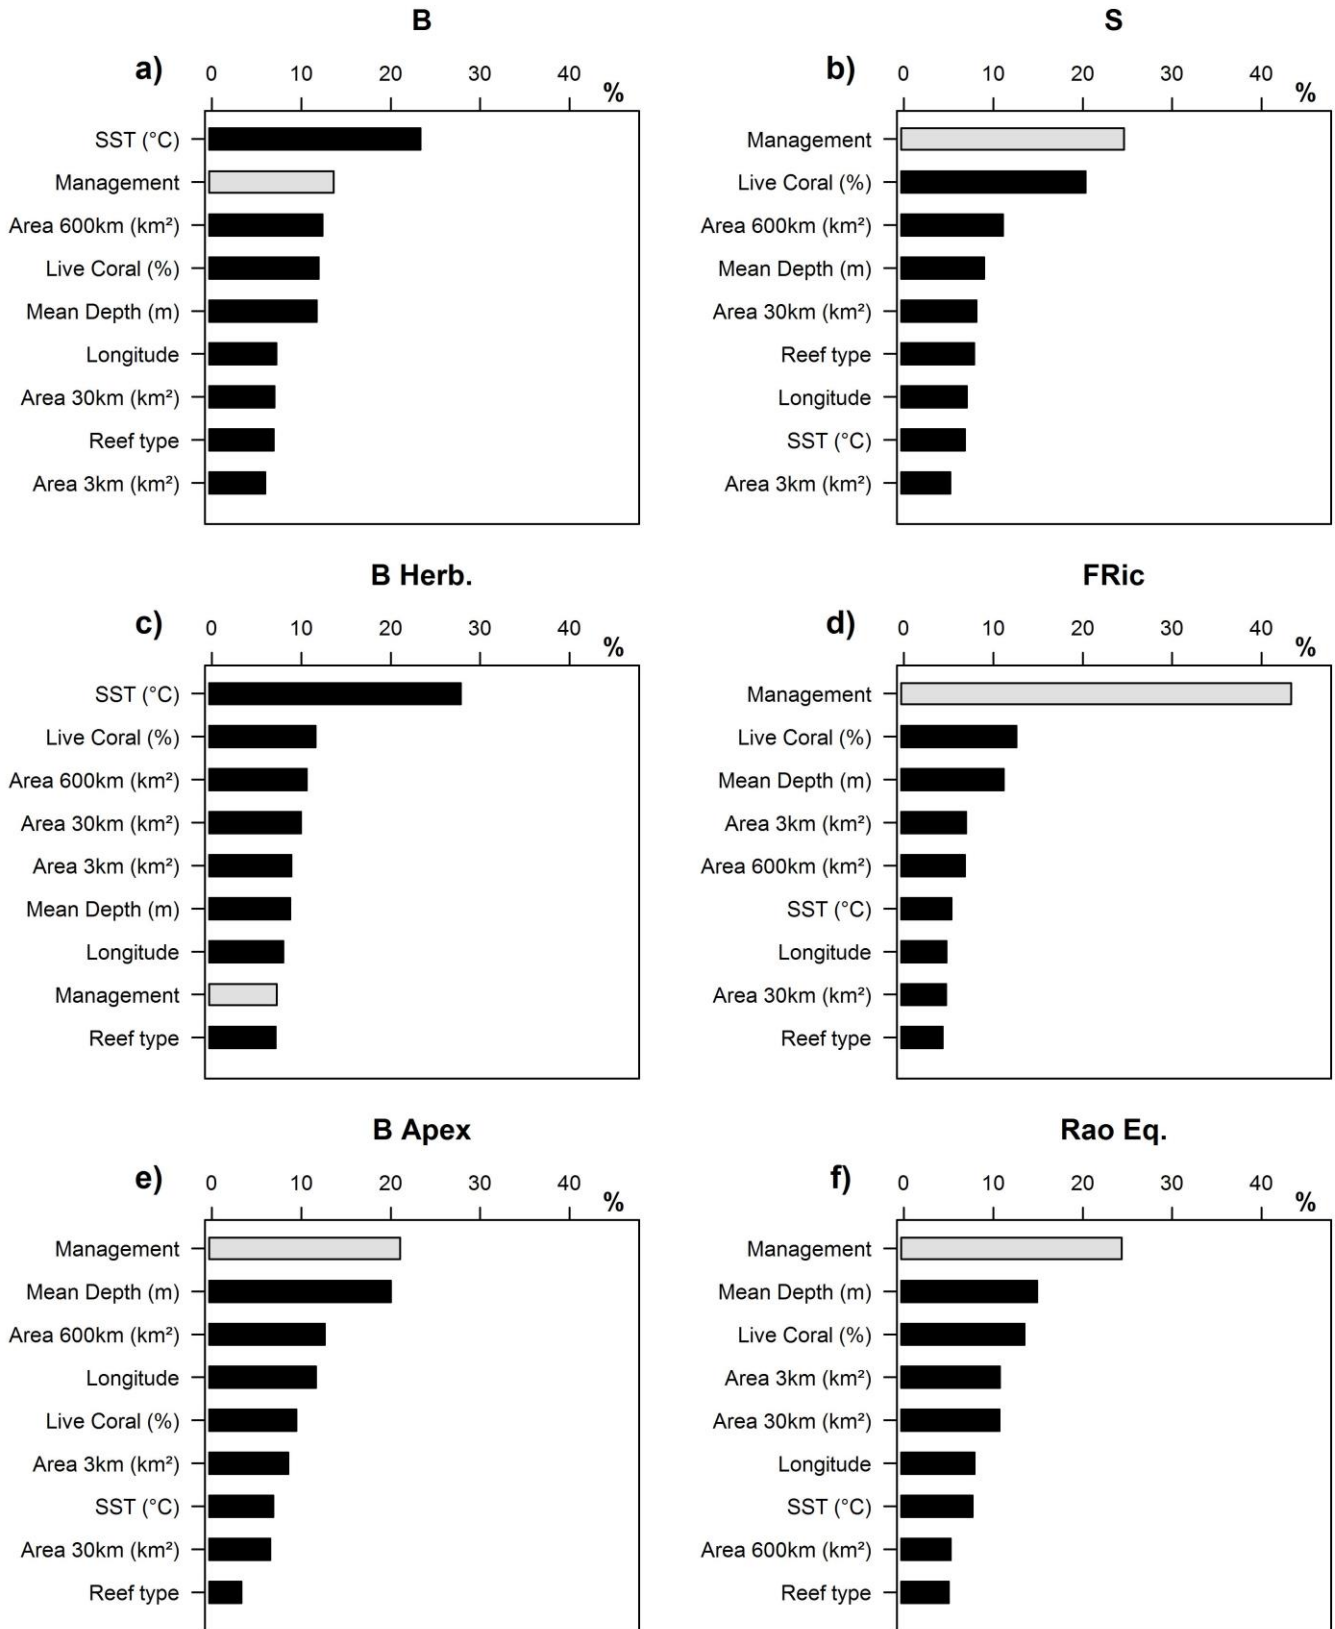 B
a)
0 10 20 30 40 %
SST (°C)
Management
Area 600km (km²)
Live Coral (%)
Mean Depth (m)
Longitude
Area 30km (km²)
Reef type
Area 3km (km²)
S
b)
0 10 20 30 40 %
Management
Live Coral (%)
Area 600km (km²)
Mean Depth (m)
Area 30km (km²)
Reef type
Longitude
SST (°C)
Area 3km (km²)
B Herb.
c)
0 10 20 30 40 %
SST (°C)
Live Coral (%)
Area 600km (km²)
Area 30km (km²)
Area 3km (km²)
Mean Depth (m)
Longitude
Management
Reef type
FRic
d)
0 10 20 30 40 %
Management
Live Coral (%)
Mean Depth (m)
Area 3km (km²)
Area 600km (km²)
SST (°C)
Longitude
Area 30km (km²)
Reef type
B Apex
e)
0 10 20 30 40 %
Management
Mean Depth (m)
Area 600km (km²)
Longitude
Live Coral (%)
Area 3km (km²)
SST (°C)
Area 30km (km²)
Reef type
Rao Eq.
f)
0 10 20 30 40 %
Management
Mean Depth (m)
Live Coral (%)
Area 3km (km²)
Area 30km (km²)
Longitude
SST (°C)
Area 600km (km²)
Reef type